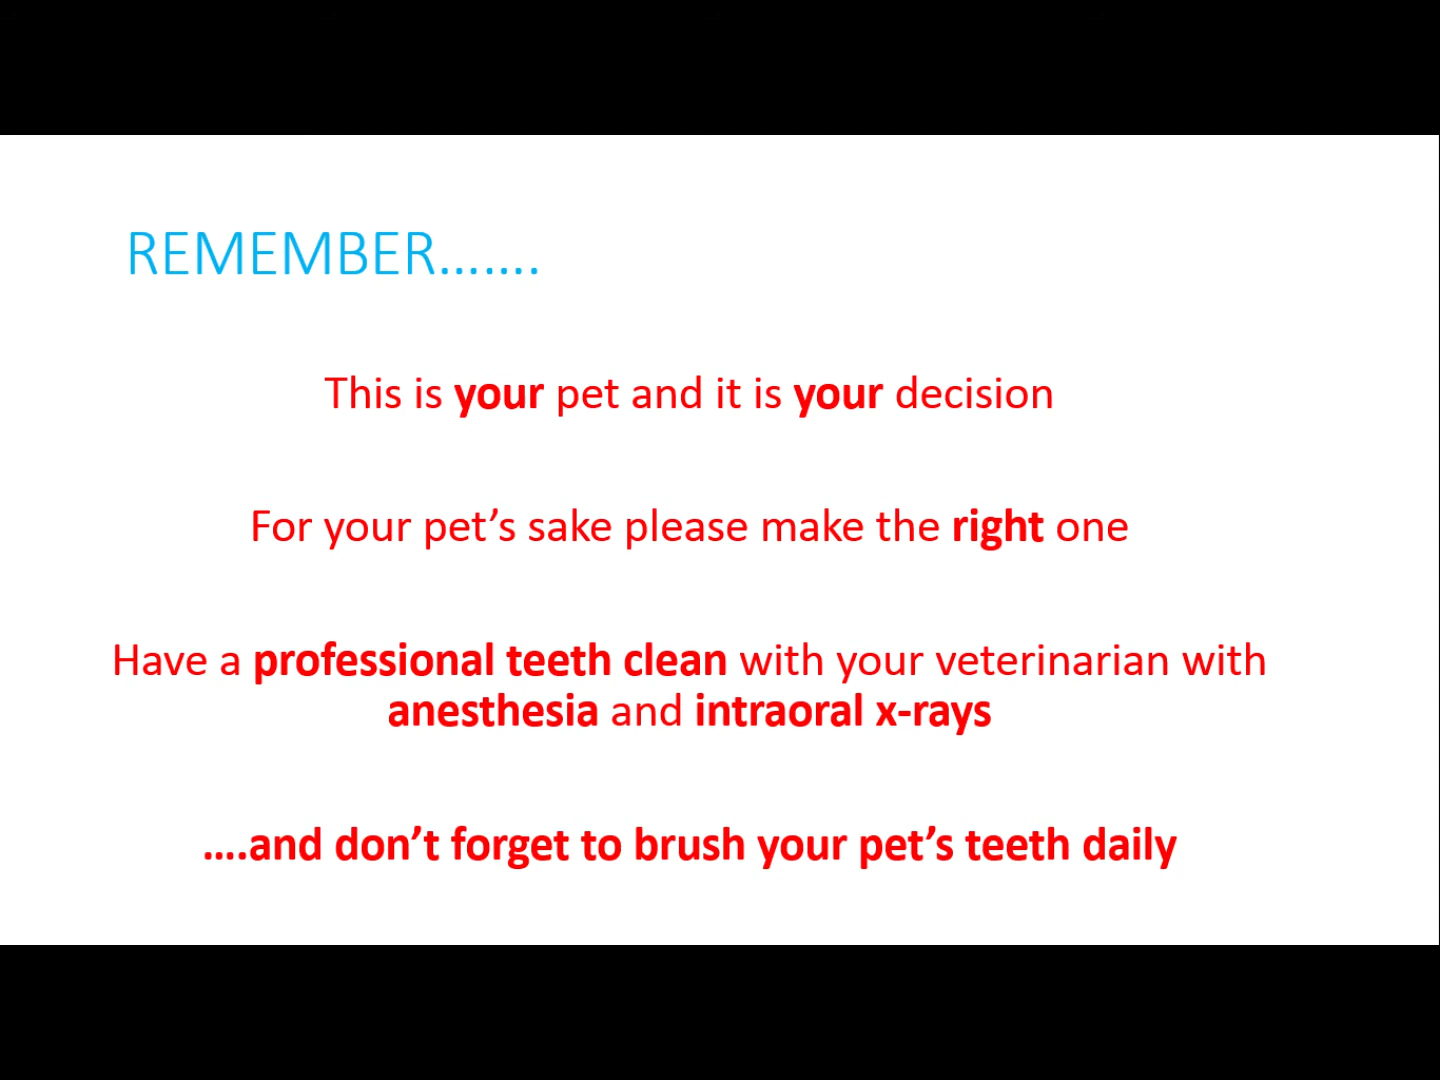 REMEMBER…….
This is your pet and it is your decision
For your pet’s sake please make the right one
Have a professional teeth clean with your veterinarian with
anesthesia and intraoral x-rays
….and don’t forget to brush your pet’s teeth daily